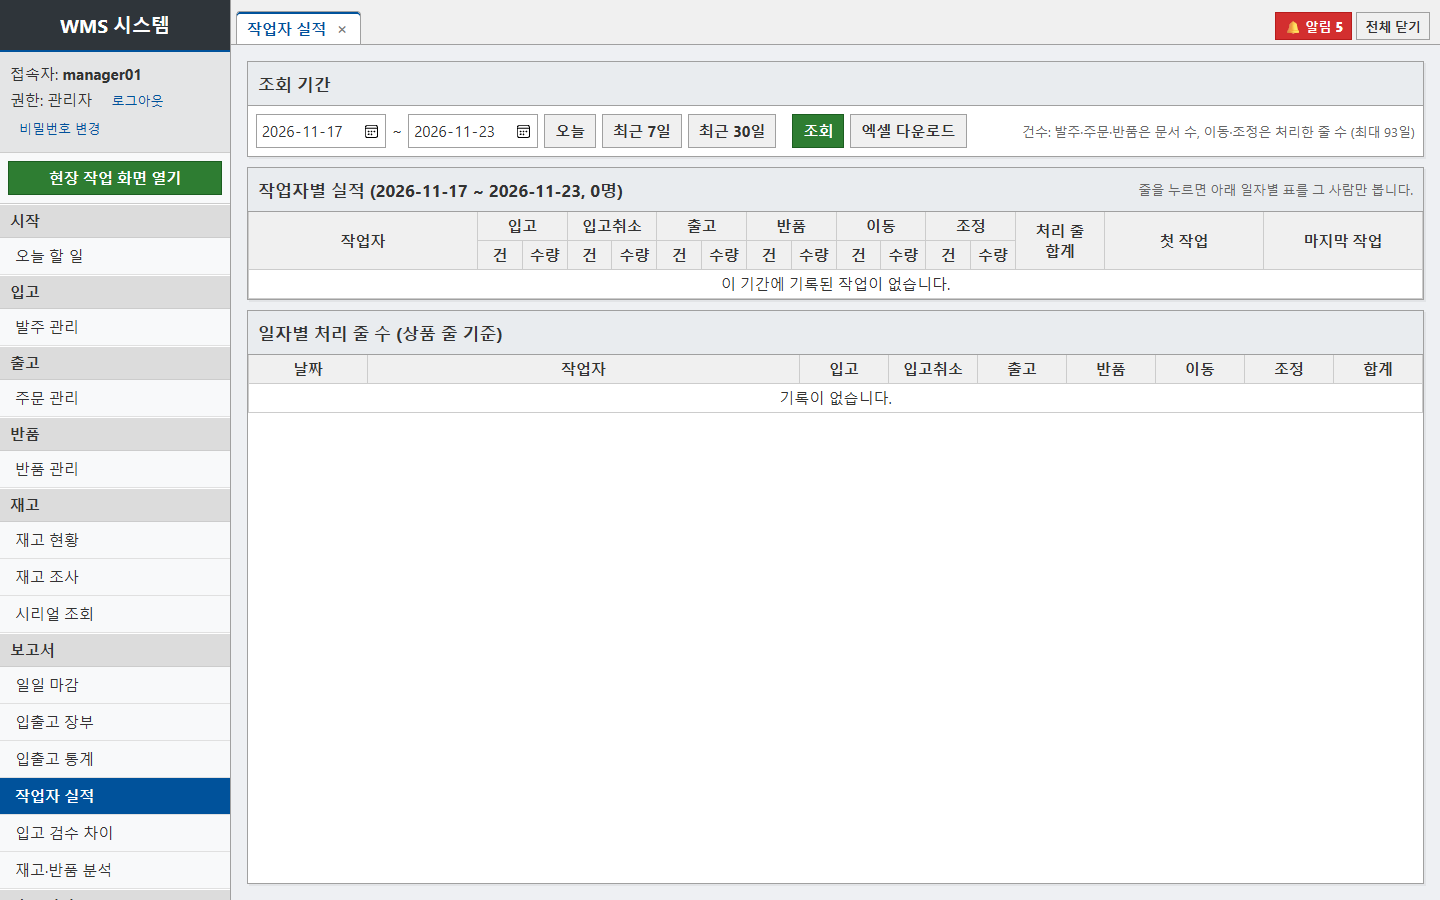 WMS 시스템
접속자: manager01
권한: 관리자 로그아웃
비밀번호 변경
현장 작업 화면 열기
시작
오늘 할 일
입고
발주 관리
출고
주문 관리
반품
반품 관리
재고
재고 현황
재고 조사
시리얼 조회
보고서
일일 마감
입출고 장부
입출고 통계
작업자 실적
입고 검수 차이
재고·반품 분석
작업자 실적 ×
알림 5 전체 닫기
조회 기간
2026-11-17 ~ 2026-11-23 오늘 최근 7일 최근 30일 조회 엑셀 다운로드 건수: 발주·주문·반품은 문서 수, 이동·조정은 처리한 줄 수 (최대 93일)
작업자별 실적 (2026-11-17 ~ 2026-11-23, 0명) 줄을 누르면 아래 일자별 표를 그 사람만 봅니다.
작업자 입고 입고취소 출고 반품 이동 조정 처리 줄 합계 첫 작업 마지막 작업
건 수량 건 수량 건 수량 건 수량 건 수량 건 수량
이 기간에 기록된 작업이 없습니다.
일자별 처리 줄 수 (상품 줄 기준)
날짜 작업자 입고 입고취소 출고 반품 이동 조정 합계
기록이 없습니다.